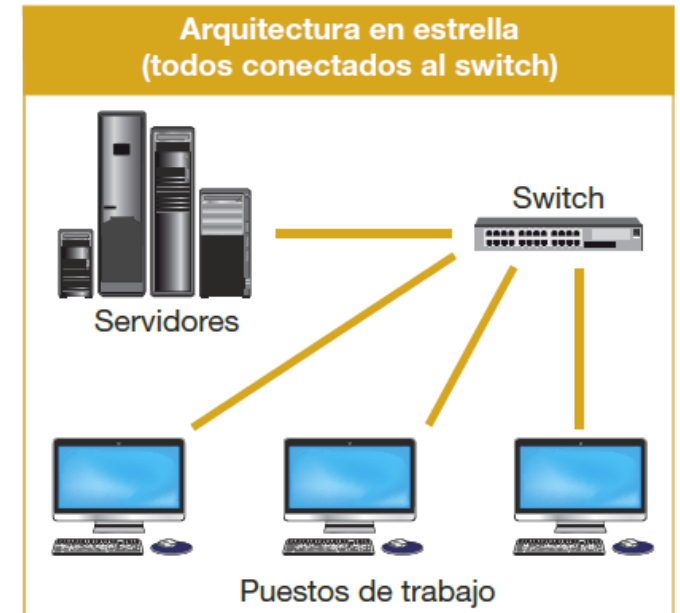 Arquitectura en estrella
(todos conectados al switch)
Switch
Servidores
Puestos de trabajo